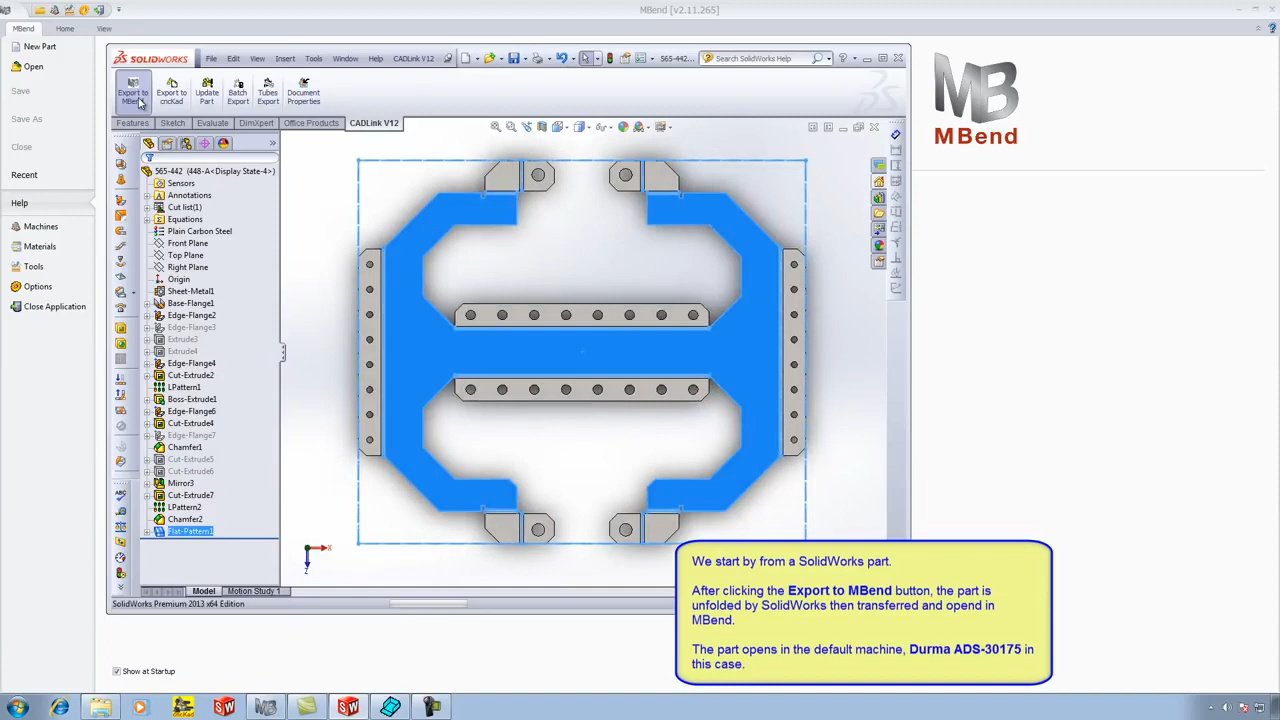 MBend [v2.11.265]
MBend Home View
New Part
Open
Save
Save As
Close
Recent
Help
Machines
Materials
Tools
Options
Close Application
Show at Startup
SOLIDWORKS File Edit View Insert Tools Window Help CADLink V12 565-442... Search SolidWorks Help
Export to MBend
Export to cncKad
Update Part
Batch Export
Tubes Export
Document Properties
Features Sketch Evaluate DimXpert Office Products CADLink V12
565-442 (448-A<Display State-4>)
Sensors
Annotations
Cut list(1)
Equations
Plain Carbon Steel
Front Plane
Top Plane
Right Plane
Origin
Sheet-Metal1
Base-Flange1
Edge-Flange2
Edge-Flange3
Extrude3
Extrude4
Edge-Flange4
Cut-Extrude2
LPattern1
Boss-Extrude1
Edge-Flange6
Cut-Extrude4
Edge-Flange7
Chamfer1
Cut-Extrude5
Cut-Extrude6
Mirror3
Cut-Extrude7
LPattern2
Chamfer2
Flat-Pattern1
X
Z
Model Motion Study 1
SolidWorks Premium 2013 x64 Edition
MB
MBend
We start by from a SolidWorks part.
After clicking the Export to MBend button, the part is
unfolded by SolidWorks then transferred and opend in
MBend.
The part opens in the default machine, Durma ADS-30175 in
this case.